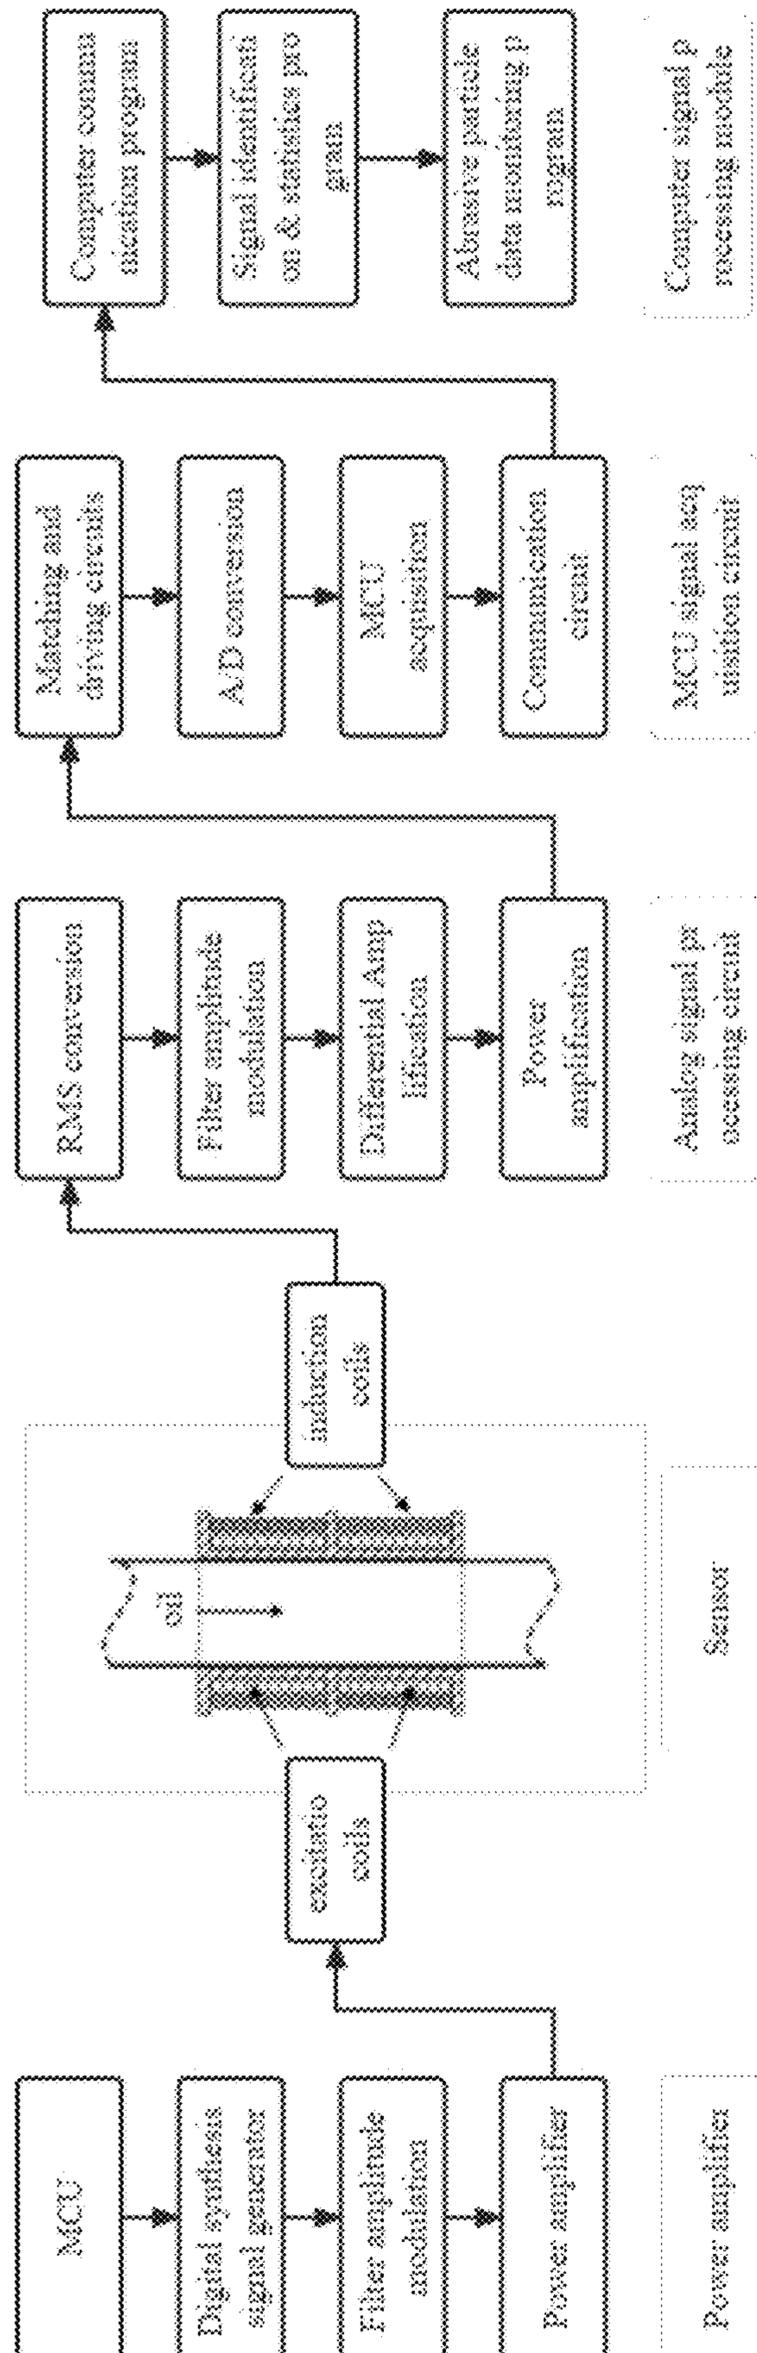 MCU
Digital synthesis
signal generator
Filter amplitude
modulation
Power amplifier
Power amplifier
excitatio
coils
oil
induction
coils
Sensor
RMS conversion
Filter amplitude
modulation
Differential Amp
lification
Power
amplification
Analog signal pr
ocessing circuit
Matching and
driving circuits
A/D conversion
MCU
acquisition
Communication
circuit
MCU signal acq
uisition circuit
Computer commu
nication program
Signal identificati
on & statistics pro
gram
Abrasive particle
data monitoring p
rogram
Computer signal p
rocessing module